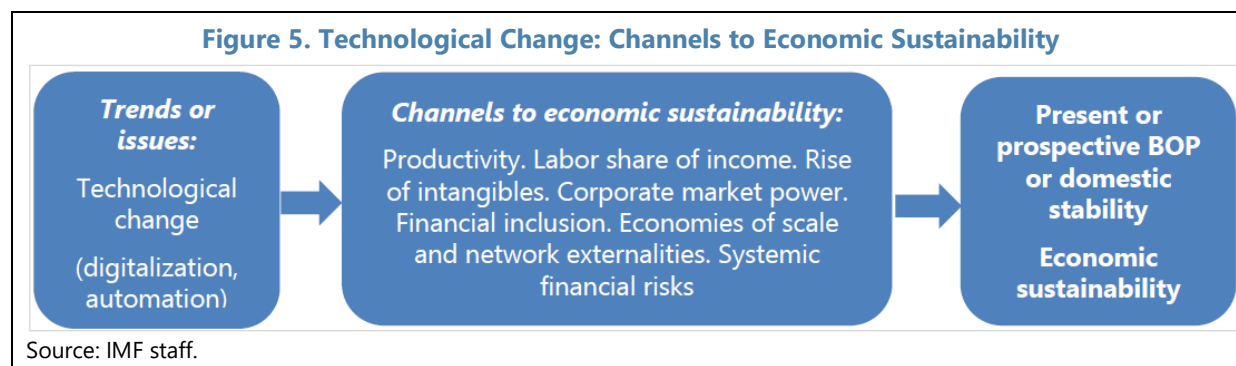 Figure 5. Technological Change: Channels to Economic Sustainability
Trends or
issues:
Technological
change
(digitalization,
automation)
Channels to economic sustainability:
Productivity. Labor share of income. Rise
of intangibles. Corporate market power.
Financial inclusion. Economies of scale
and network externalities. Systemic
financial risks
Present or
prospective BOP
or domestic
stability
Economic
sustainability
Source: IMF staff.